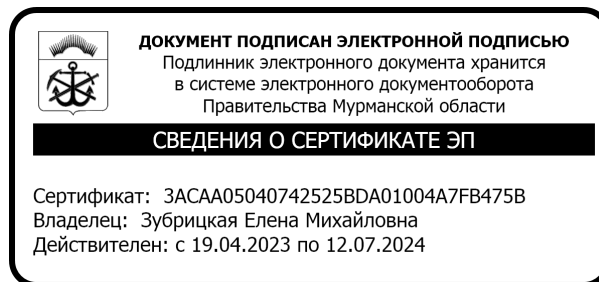 ДОКУМЕНТ ПОДПИСАН ЭЛЕКТРОННОЙ ПОДПИСЬЮ
Подлинник электронного документа хранится
в системе электронного документооборота
Правительства Мурманской области
СВЕДЕНИЯ О СЕРТИФИКАТЕ ЭП
Сертификат: 3ACAA05040742525BDA01004A7FB475B
Владелец: Зубрицкая Елена Михайловна
Действителен: с 19.04.2023 по 12.07.2024